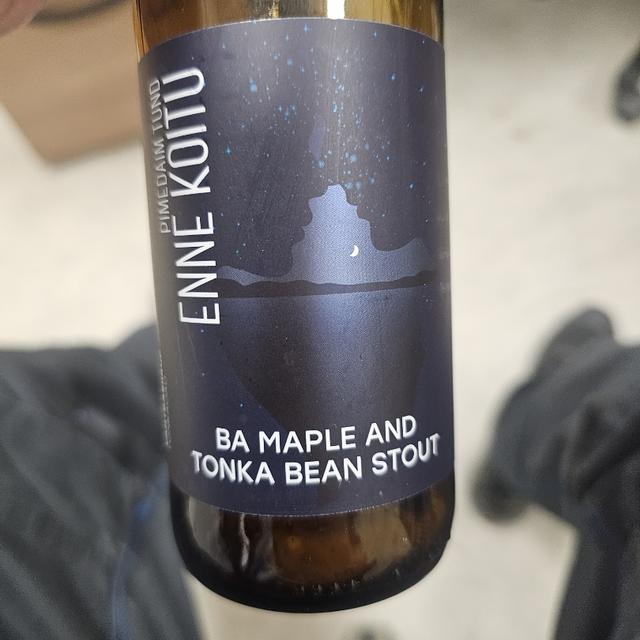 PIMEDAIM TUND
ENNE KOITU
BA MAPLE AND
TONKA BEAN STOUT